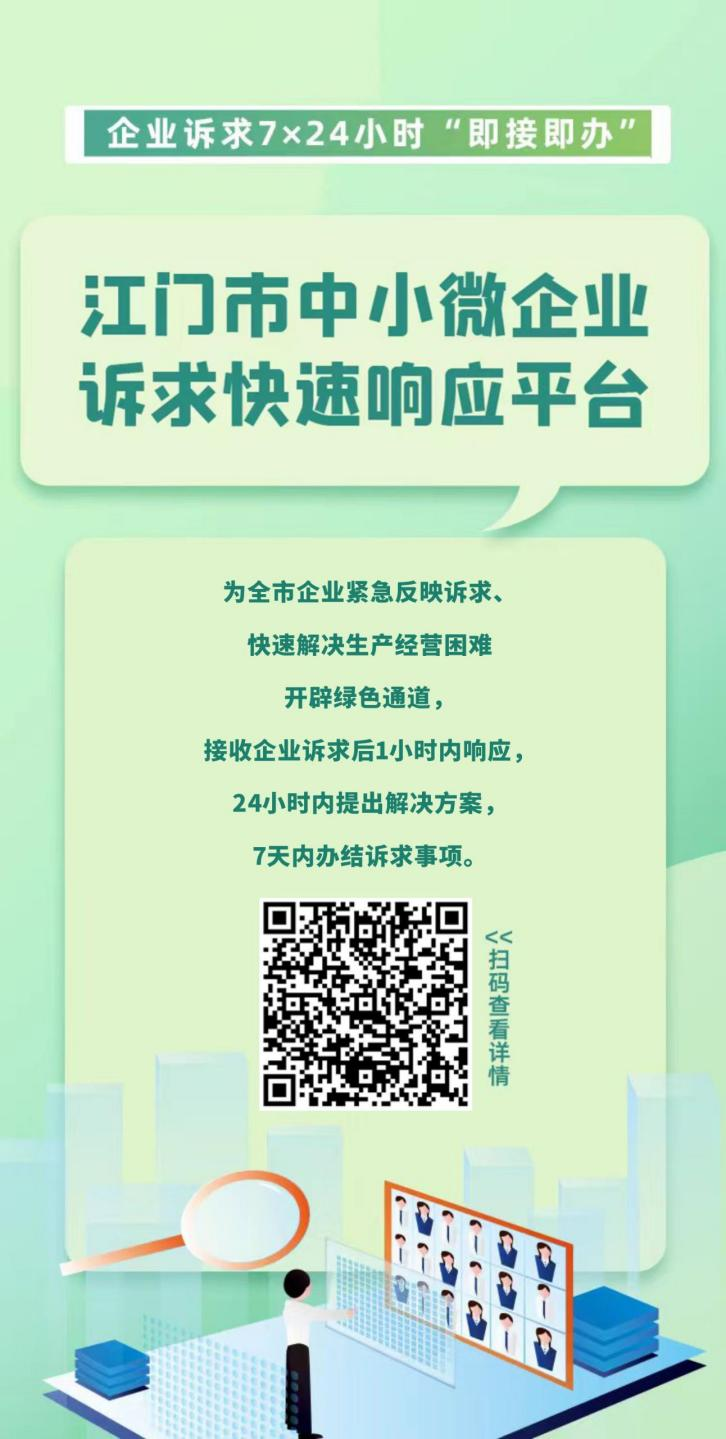 企业诉求7×24小时“即接即办”
江门市中小微企业
诉求快速响应平台
为全市企业紧急反映诉求、
快速解决生产经营困难
开辟绿色通道，
接收企业诉求后1小时内响应，
24小时内提出解决方案，
7天内办结诉求事项。
<<扫码查看详情